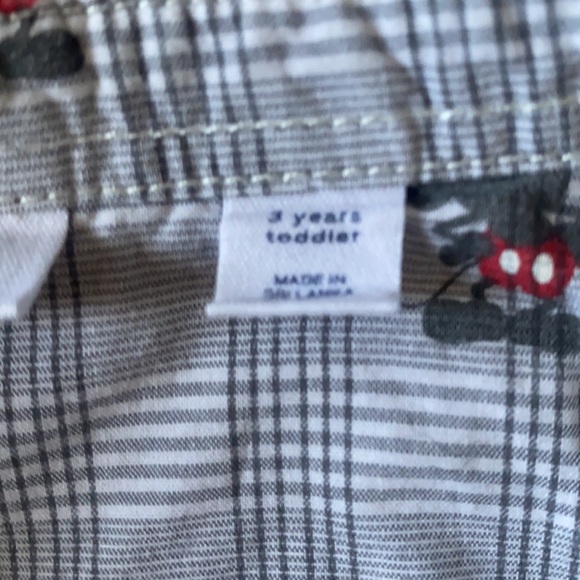 3 years
toddler
MADE IN
SRI LANKA